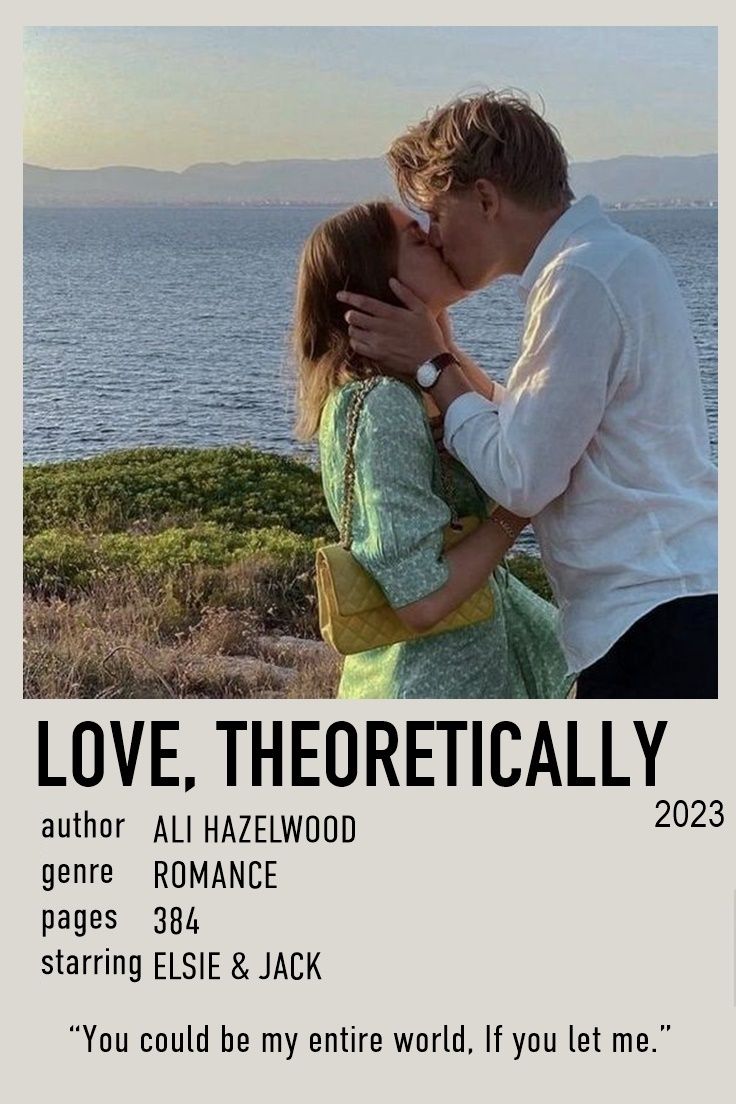 LOVE, THEORETICALLY
2023
author ALI HAZELWOOD
genre ROMANCE
pages 384
starring ELSIE & JACK
“You could be my entire world, If you let me.”